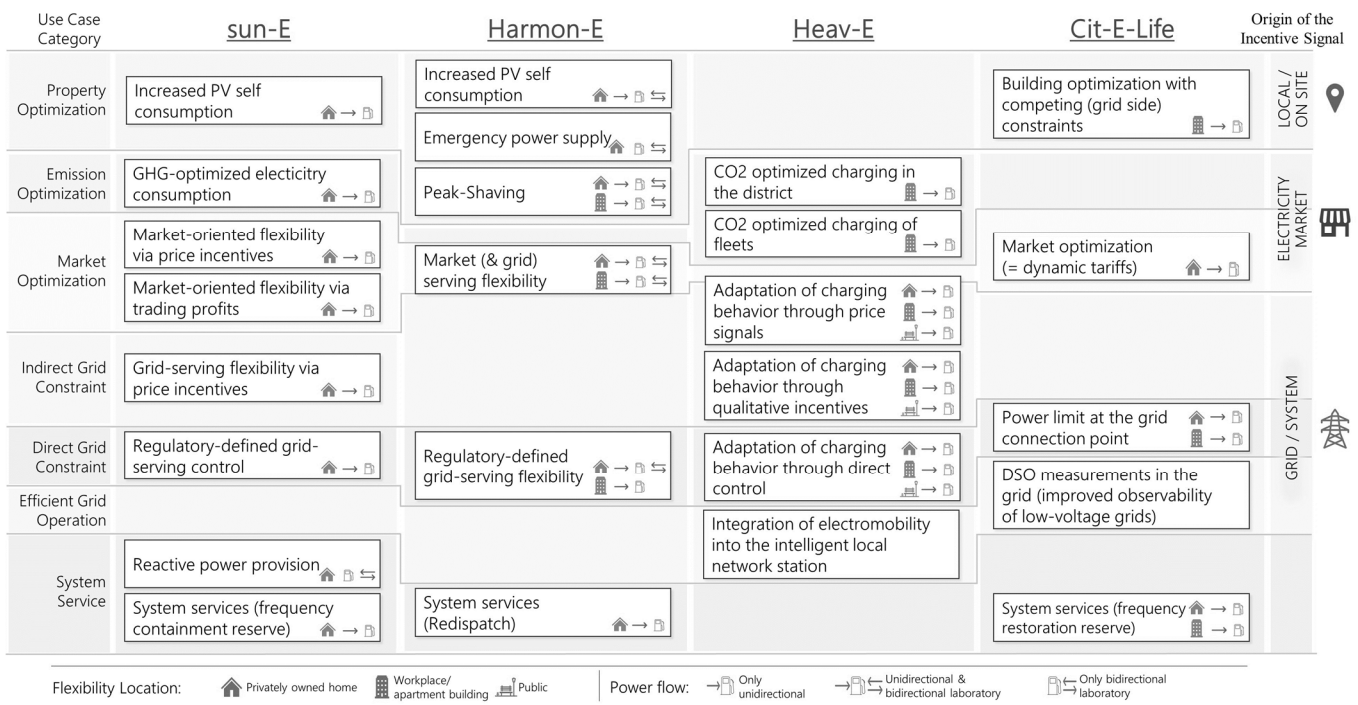 Use Case
Category
sun-E
Harmon-E
Heav-E
Cit-E-Life
Origin of the
Incentive Signal
Property
Optimization
Increased PV self
consumption
Increased PV self
consumption
Emergency power supply
Peak-Shaving
Building optimization with
competing (grid side)
constraints
LOCAL /
ON SITE
Emission
Optimization
GHG-optimized electicitry
consumption
CO2 optimized charging in
the district
CO2 optimized charging of
fleets
ELECTRICITY
MARKET
Market
Optimization
Market-oriented flexibility
via price incentives
Market-oriented flexibility via
trading profits
Market (& grid)
serving flexibility
Market optimization
(= dynamic tariffs)
Adaptation of charging
behavior through price
signals
Indirect Grid
Constraint
Grid-serving flexibility via
price incentives
Adaptation of charging
behavior through
qualitative incentives
Power limit at the grid
connection point
GRID / SYSTEM
Direct Grid
Constraint
Regulatory-defined grid-
serving control
Regulatory-defined
grid-serving flexibility
Adaptation of charging
behavior through direct
control
DSO measurements in the
grid (improved observability
of low-voltage grids)
Efficient Grid
Operation
Integration of electromobility
into the intelligent local
network station
System
Service
Reactive power provision
System services (frequency
containment reserve)
System services
(Redispatch)
System services (frequency
restoration reserve)
Flexibility Location:
Privately owned home
Workplace/
apartment building
Public
Power flow:
Only
unidirectional
Unidirectional &
bidirectional laboratory
Only bidirectional
laboratory